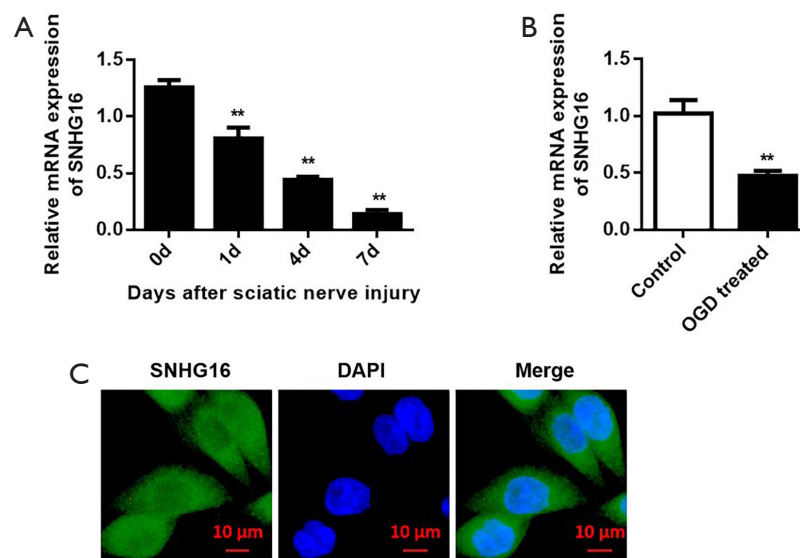 A
Relative mRNA expression
of SNHG16
1.5
1.0
0.5
0.0
**
**
**
0d
1d
4d
7d
Days after sciatic nerve injury
B
Relative mRNA expression
of SNHG16
1.5
1.0
0.5
0.0
**
Control
OGD treated
C
SNHG16
DAPI
Merge
10 μm
10 μm
10 μm